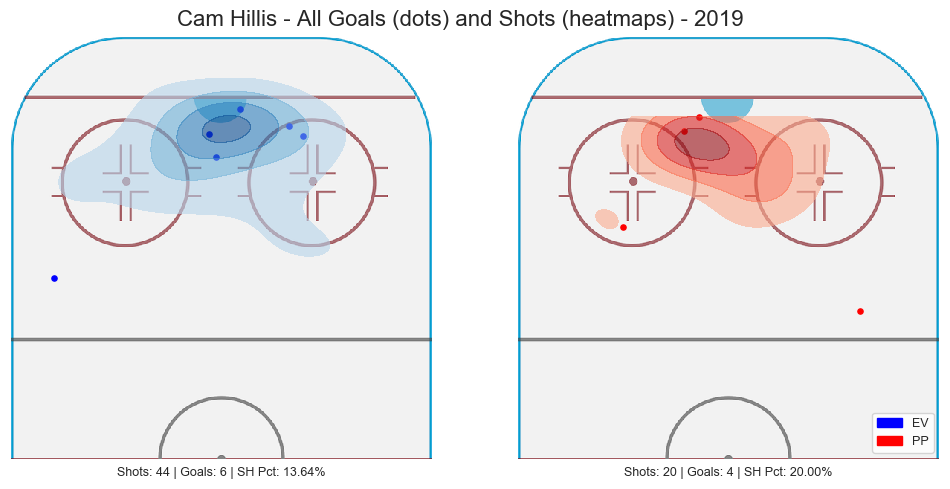 Cam Hillis - All Goals (dots) and Shots (heatmaps) - 2019
EV
PP
Shots: 44 | Goals: 6 | SH Pct: 13.64%
Shots: 20 | Goals: 4 | SH Pct: 20.00%